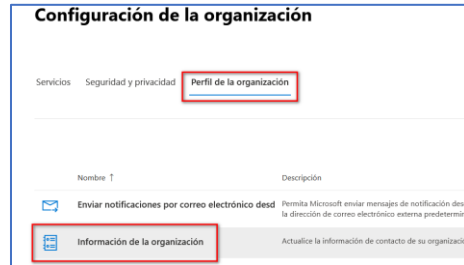 Configuración de la organización
Servicios Seguridad y privacidad Perfil de la organización
Nombre ↑ Descripción
Enviar notificaciones por correo electrónico desd Permita Microsoft enviar mensajes de notificación des
la dirección de correo electrónico externa predetermin
Información de la organización Actualice la información de contacto de su organizació